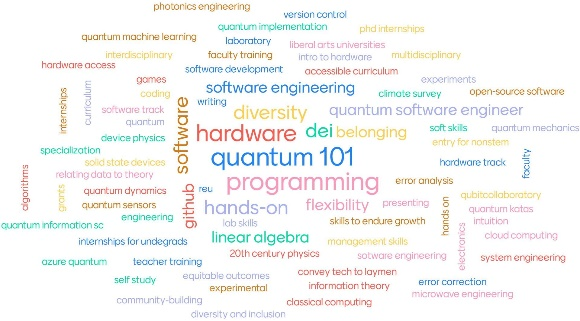 photonics engineering
version control
quantum implementation
phd internships
quantum machine learning
laboratory
liberal arts universities
interdisciplinary
faculty training
intro to hardware
multidisciplinary
hardware access
software development
accessible curriculum
games
experiments
internships
curriculum
coding
software engineering
climate survey
open-source software
writing
software track
software
diversity
quantum software engineer
quantum
hardware
dei
belonging
soft skills
quantum mechanics
device physics
entry for nonstem
specialization
quantum 101
solid state devices
hardware track
faculty
relating data to theory
algorithms
grants
programming
error analysis
quantum dynamics
github
reu
qubitcollaboratory
quantum sensors
hands-on
flexibility
presenting
hands on
quantum katas
engineering
lab skills
skills to endure growth
intuition
quantum information sc
linear algebra
electronics
cloud computing
internships for undegrads
management skills
20th century physics
sotware engineering
system engineering
azure quantum
teacher training
equitable outcomes
convey tech to laymen
self study
experimental
information theory
error correction
community-building
classical computing
microwave engineering
diversity and inclusion